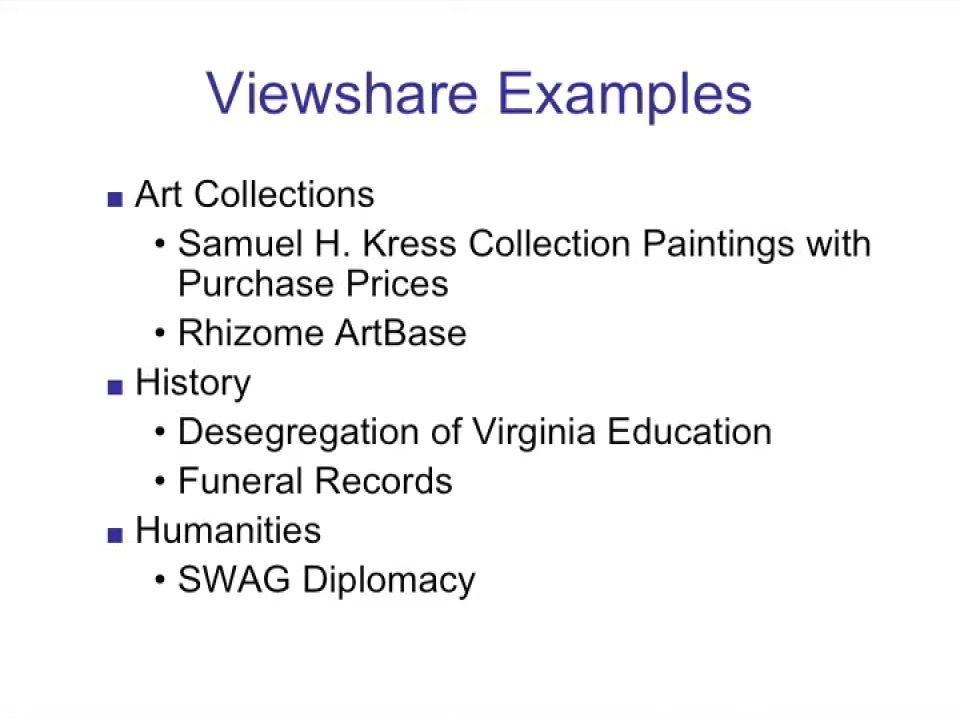 Viewshare Examples
■ Art Collections
• Samuel H. Kress Collection Paintings with
Purchase Prices
• Rhizome ArtBase
■ History
• Desegregation of Virginia Education
• Funeral Records
■ Humanities
• SWAG Diplomacy